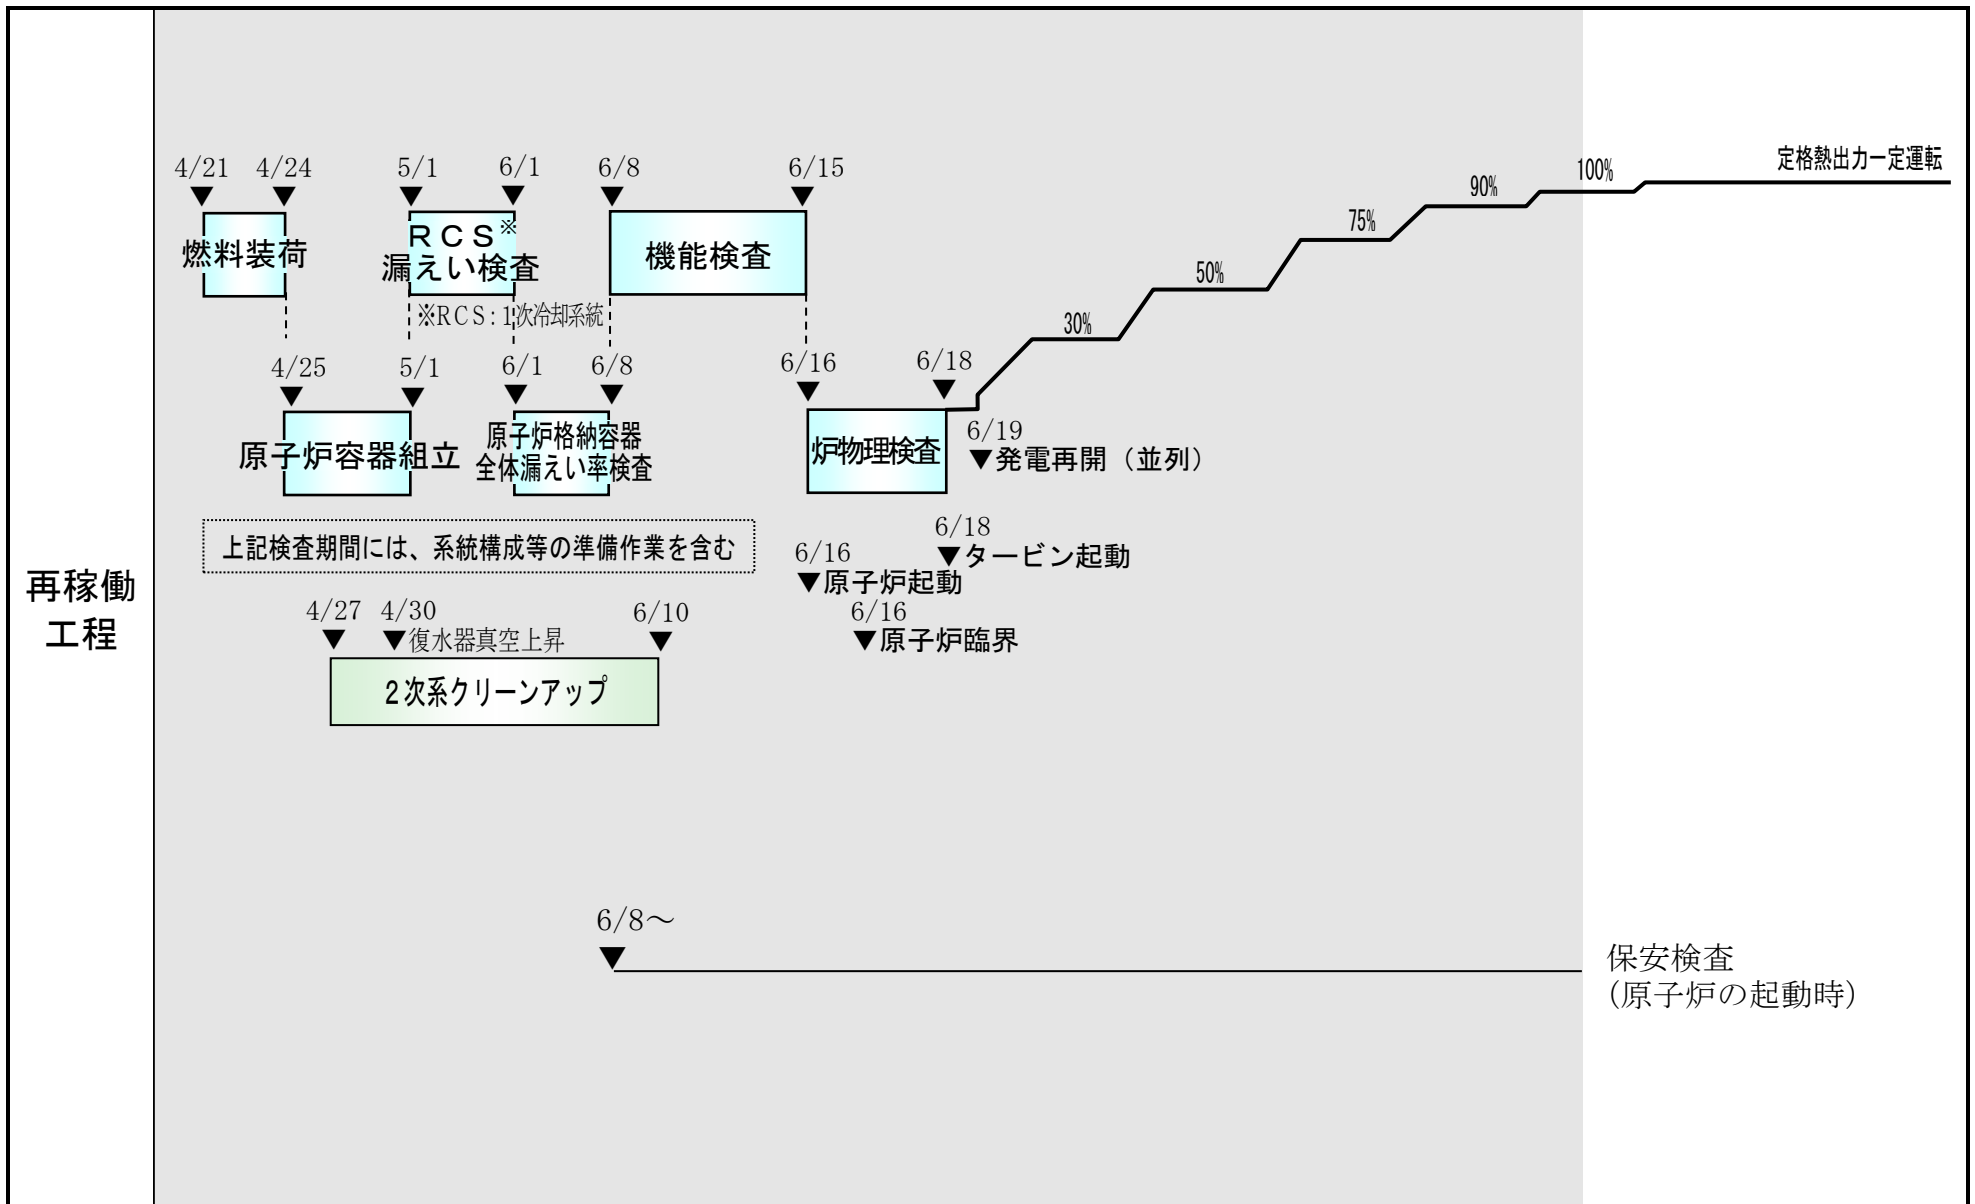 再稼働
工程
4/21
4/24
5/1
6/1
6/8
6/15
燃料装荷
ＲＣＳ※
漏えい検査
機能検査
※RCS:1次冷却系統
4/25
5/1
6/1
6/8
6/16
6/18
原子炉容器組立
原子炉格納容器
全体漏えい率検査
炉物理検査
30%
50%
75%
90%
100%
定格熱出力一定運転
6/19
▼発電再開（並列）
上記検査期間には、系統構成等の準備作業を含む
6/18
▼タービン起動
6/16
▼原子炉起動
6/16
▼原子炉臨界
4/27
4/30
▼復水器真空上昇
6/10
２次系クリーンアップ
6/8～
保安検査
(原子炉の起動時)